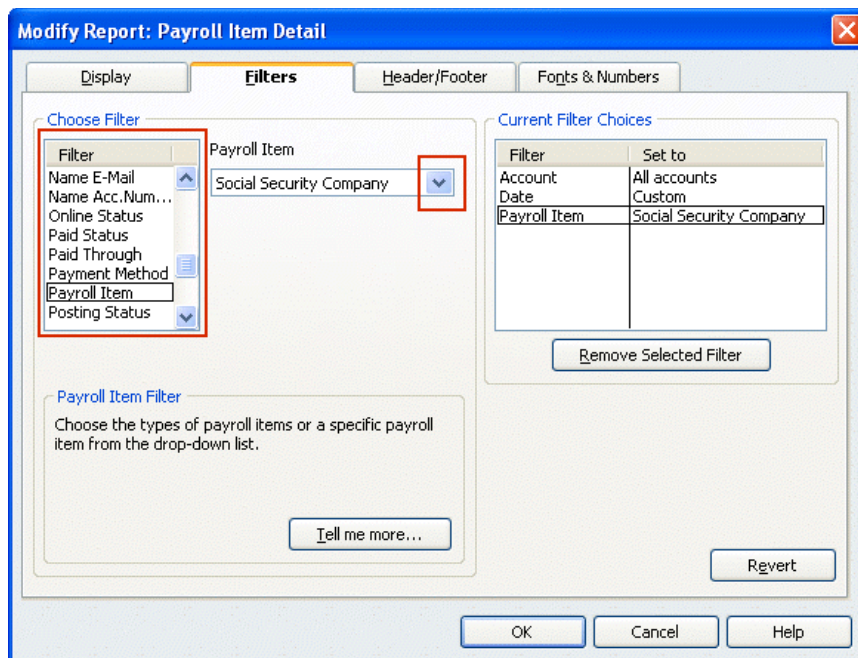 Modify Report: Payroll Item Detail
Display
Filters
Header/Footer
Fonts & Numbers
Choose Filter
Filter
Name E-Mail
Name Acc.Num...
Online Status
Paid Status
Paid Through
Payment Method
Payroll Item
Posting Status
Payroll Item
Social Security Company
Payroll Item Filter
Choose the types of payroll items or a specific payroll
item from the drop-down list.
Tell me more...
Current Filter Choices
Filter Set to
Account All accounts
Date Custom
Payroll Item Social Security Company
Remove Selected Filter
Revert
OK
Cancel
Help